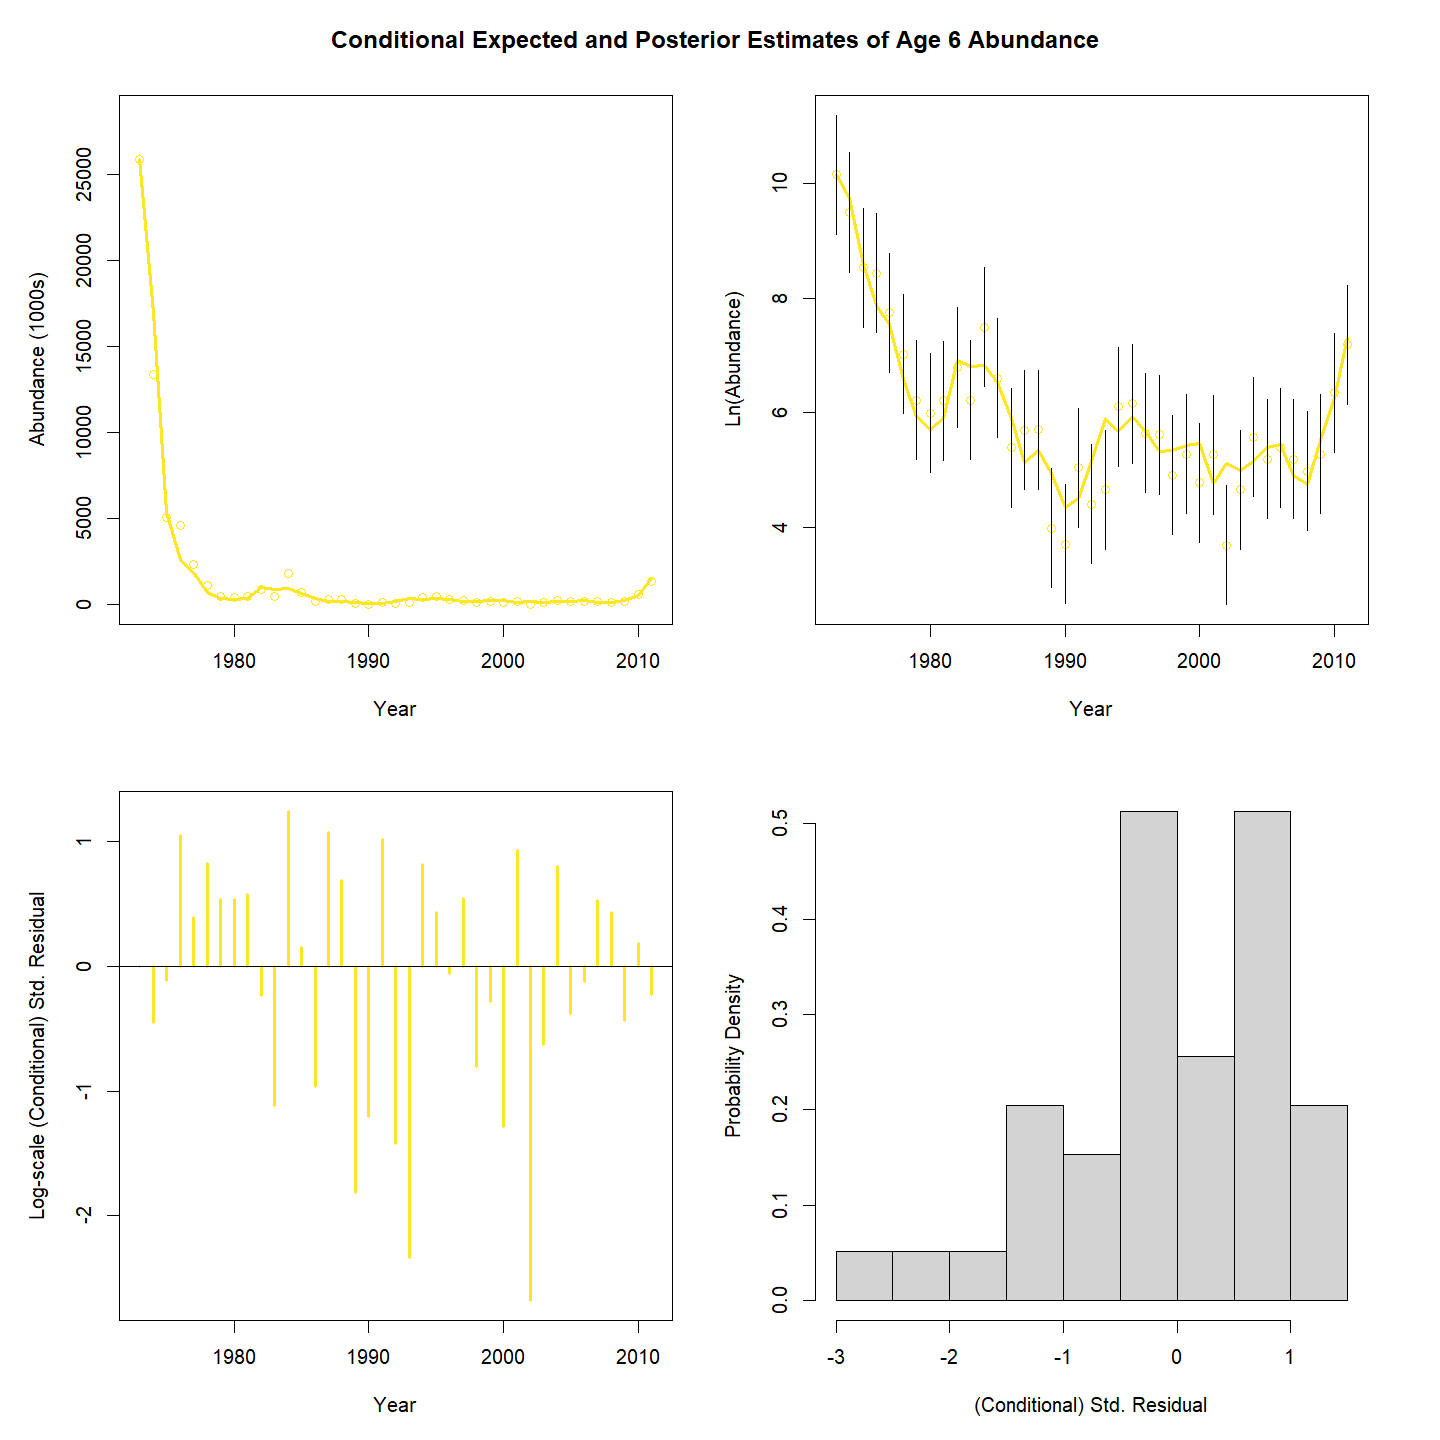 Conditional Expected and Posterior Estimates of Age 6 Abundance
Abundance (1000s)
25000
20000
15000
10000
5000
0
1980 1990 2000 2010
Year
Ln(Abundance)
10
8
6
4
1980 1990 2000 2010
Year
Log-scale (Conditional) Std. Residual
1
0
-1
-2
1980 1990 2000 2010
Year
Probability Density
0.5
0.4
0.3
0.2
0.1
0.0
-3 -2 -1 0 1
(Conditional) Std. Residual